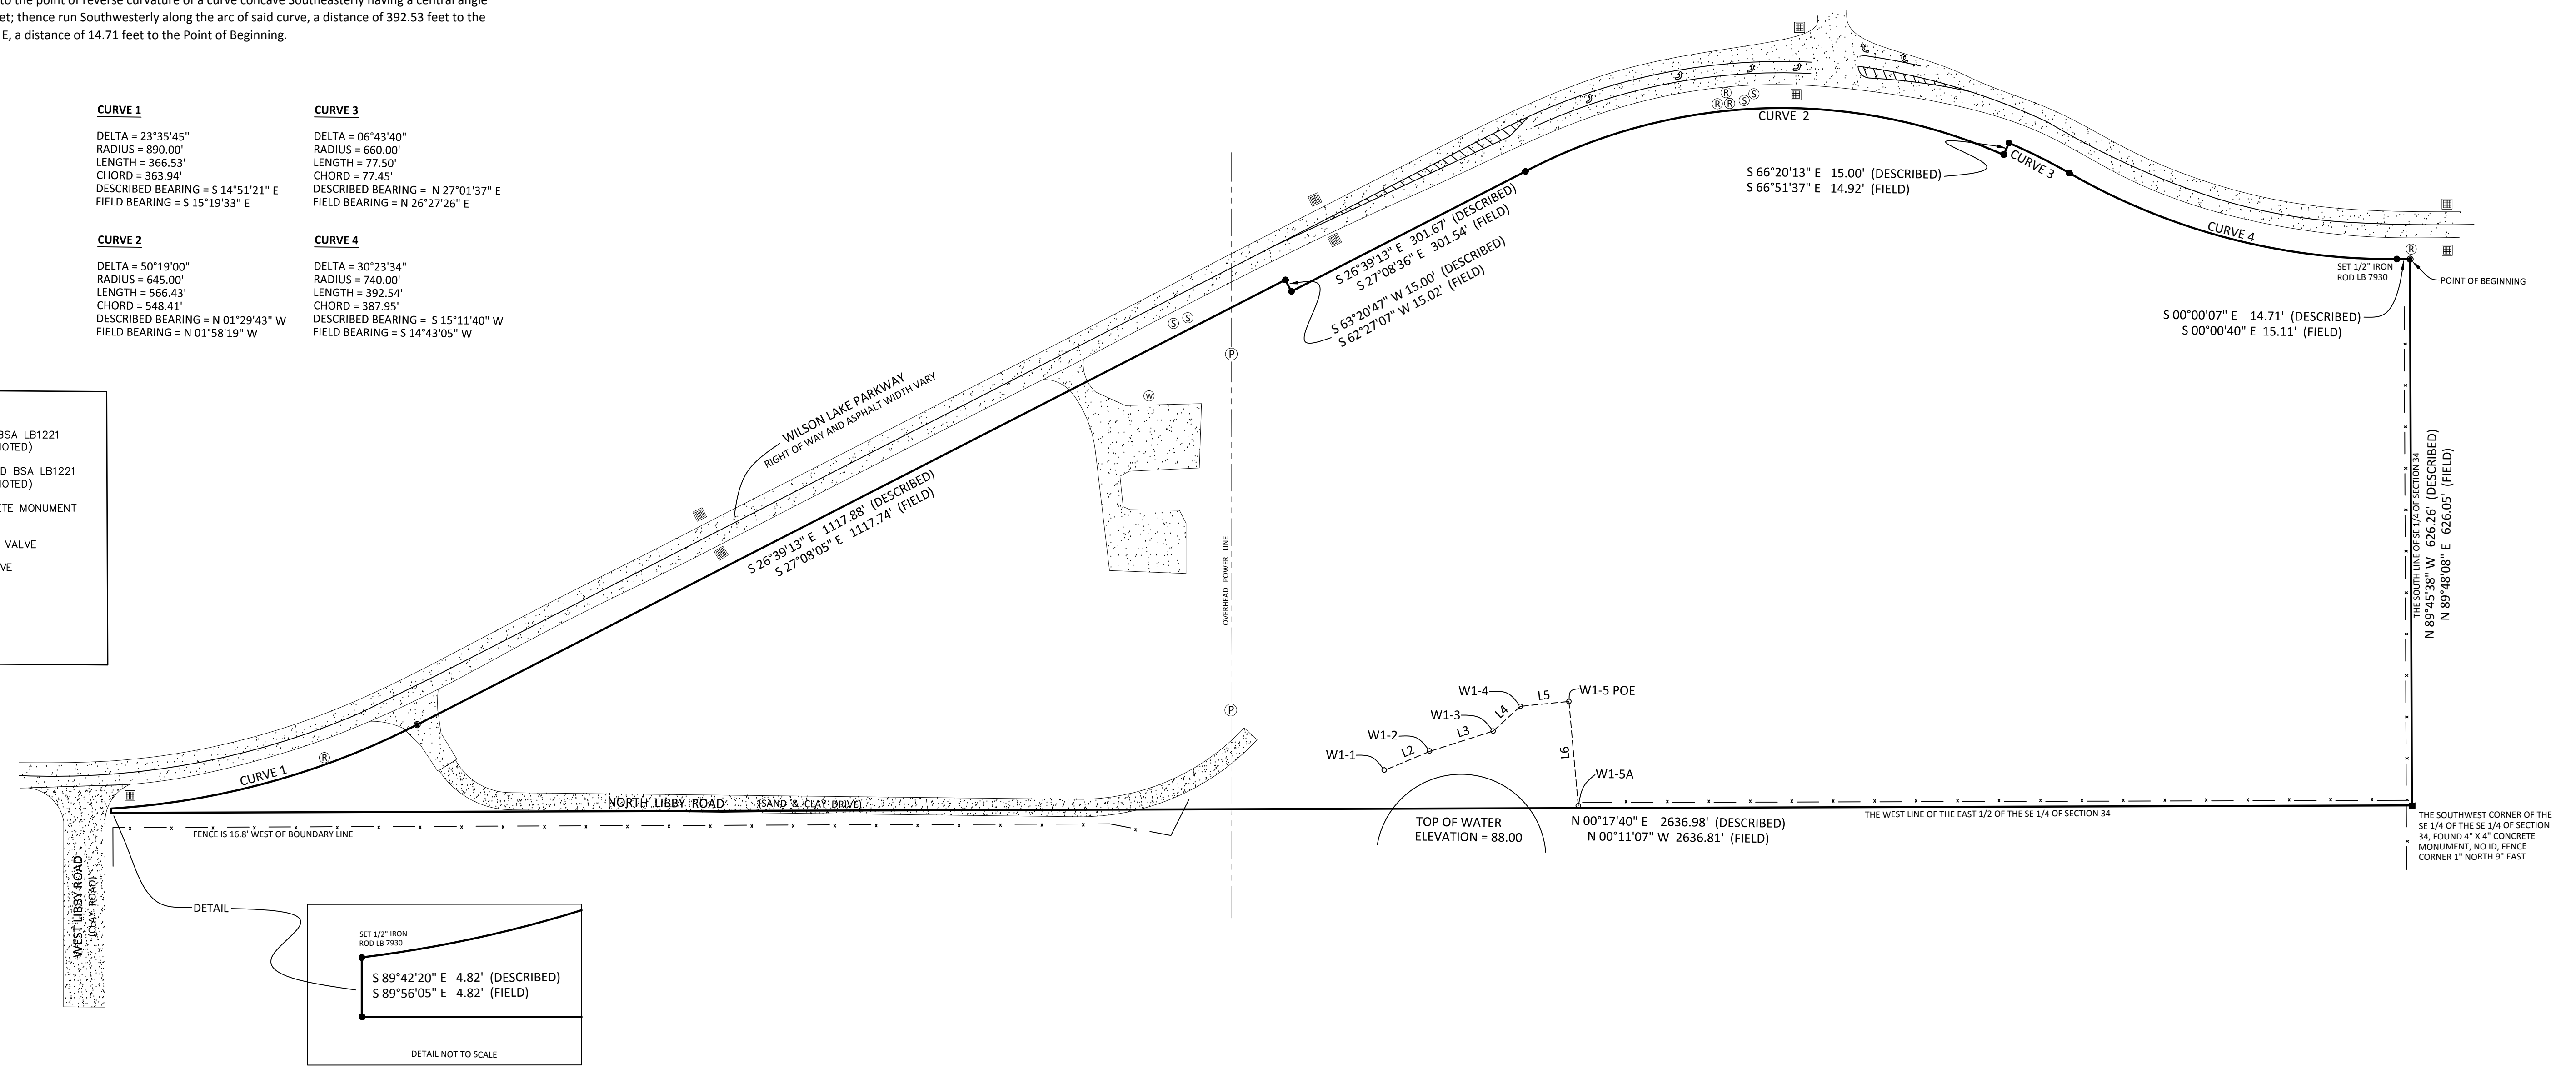 to the point of reverse curvature of a curve concave Southeasterly having a central angle
et; thence run Southwesterly along the arc of said curve, a distance of 392.53 feet to the
E, a distance of 14.71 feet to the Point of Beginning.
CURVE 1
DELTA = 23°35'45"
RADIUS = 890.00'
LENGTH = 366.53'
CHORD = 363.94'
DESCRIBED BEARING = S 14°51'21" E
FIELD BEARING = S 15°19'33" E
CURVE 3
DELTA = 06°43'40"
RADIUS = 660.00'
LENGTH = 77.50'
CHORD = 77.45'
DESCRIBED BEARING = N 27°01'37" E
FIELD BEARING = N 26°27'26" E
CURVE 2
DELTA = 50°19'00"
RADIUS = 645.00'
LENGTH = 566.43'
CHORD = 548.41'
DESCRIBED BEARING = N 01°29'43" W
FIELD BEARING = N 01°58'19" W
CURVE 4
DELTA = 30°23'34"
RADIUS = 740.00'
LENGTH = 392.54'
CHORD = 387.95'
DESCRIBED BEARING = S 15°11'40" W
FIELD BEARING = S 14°43'05" W
BSA LB1221
NOTED)
D BSA LB1221
NOTED)
TE MONUMENT
VALVE
VE
R
R R S S
CURVE 2
S 66°20'13" E 15.00' (DESCRIBED)
S 66°51'37" E 14.92' (FIELD)
CURVE 3
CURVE 4
R
SET 1/2" IRON
ROD LB 7930
POINT OF BEGINNING
S 00°00'07" E 14.71' (DESCRIBED)
S 00°00'40" E 15.11' (FIELD)
S 26°39'13" E 301.67' (DESCRIBED)
S 27°08'36" E 301.54' (FIELD)
S 63°20'47" W 15.00' (DESCRIBED)
S 62°27'07" W 15.02' (FIELD)
S S
P
W
WILSON LAKE PARKWAY
RIGHT OF WAY AND ASPHALT WIDTH VARY
S 26°39'13" E 1117.88' (DESCRIBED)
S 27°08'05" E 1117.74' (FIELD)
OVERHEAD POWER LINE
THE SOUTH LINE OF SE 1/4 OF SECTION 34
N 89°45'38" W 626.26' (DESCRIBED)
N 89°48'08" E 626.05' (FIELD)
P
W1-4
L5
W1-5 POE
W1-3
L4
W1-2
L3
W1-1
L2
L6
W1-5A
R
CURVE 1
NORTH LIBBY ROAD (SAND & CLAY DRIVE)
FENCE IS 16.8' WEST OF BOUNDARY LINE
TOP OF WATER
ELEVATION = 88.00
N 00°17'40" E 2636.98' (DESCRIBED)
N 00°11'07" W 2636.81' (FIELD)
THE WEST LINE OF THE EAST 1/2 OF THE SE 1/4 OF SECTION 34
THE SOUTHWEST CORNER OF THE
SE 1/4 OF THE SE 1/4 OF SECTION
34, FOUND 4" X 4" CONCRETE
MONUMENT, NO ID, FENCE
CORNER 1" NORTH 9" EAST
WEST LIBBY ROAD
(CLAY ROAD)
DETAIL
SET 1/2" IRON
ROD LB 7930
S 89°42'20" E 4.82' (DESCRIBED)
S 89°56'05" E 4.82' (FIELD)
DETAIL NOT TO SCALE